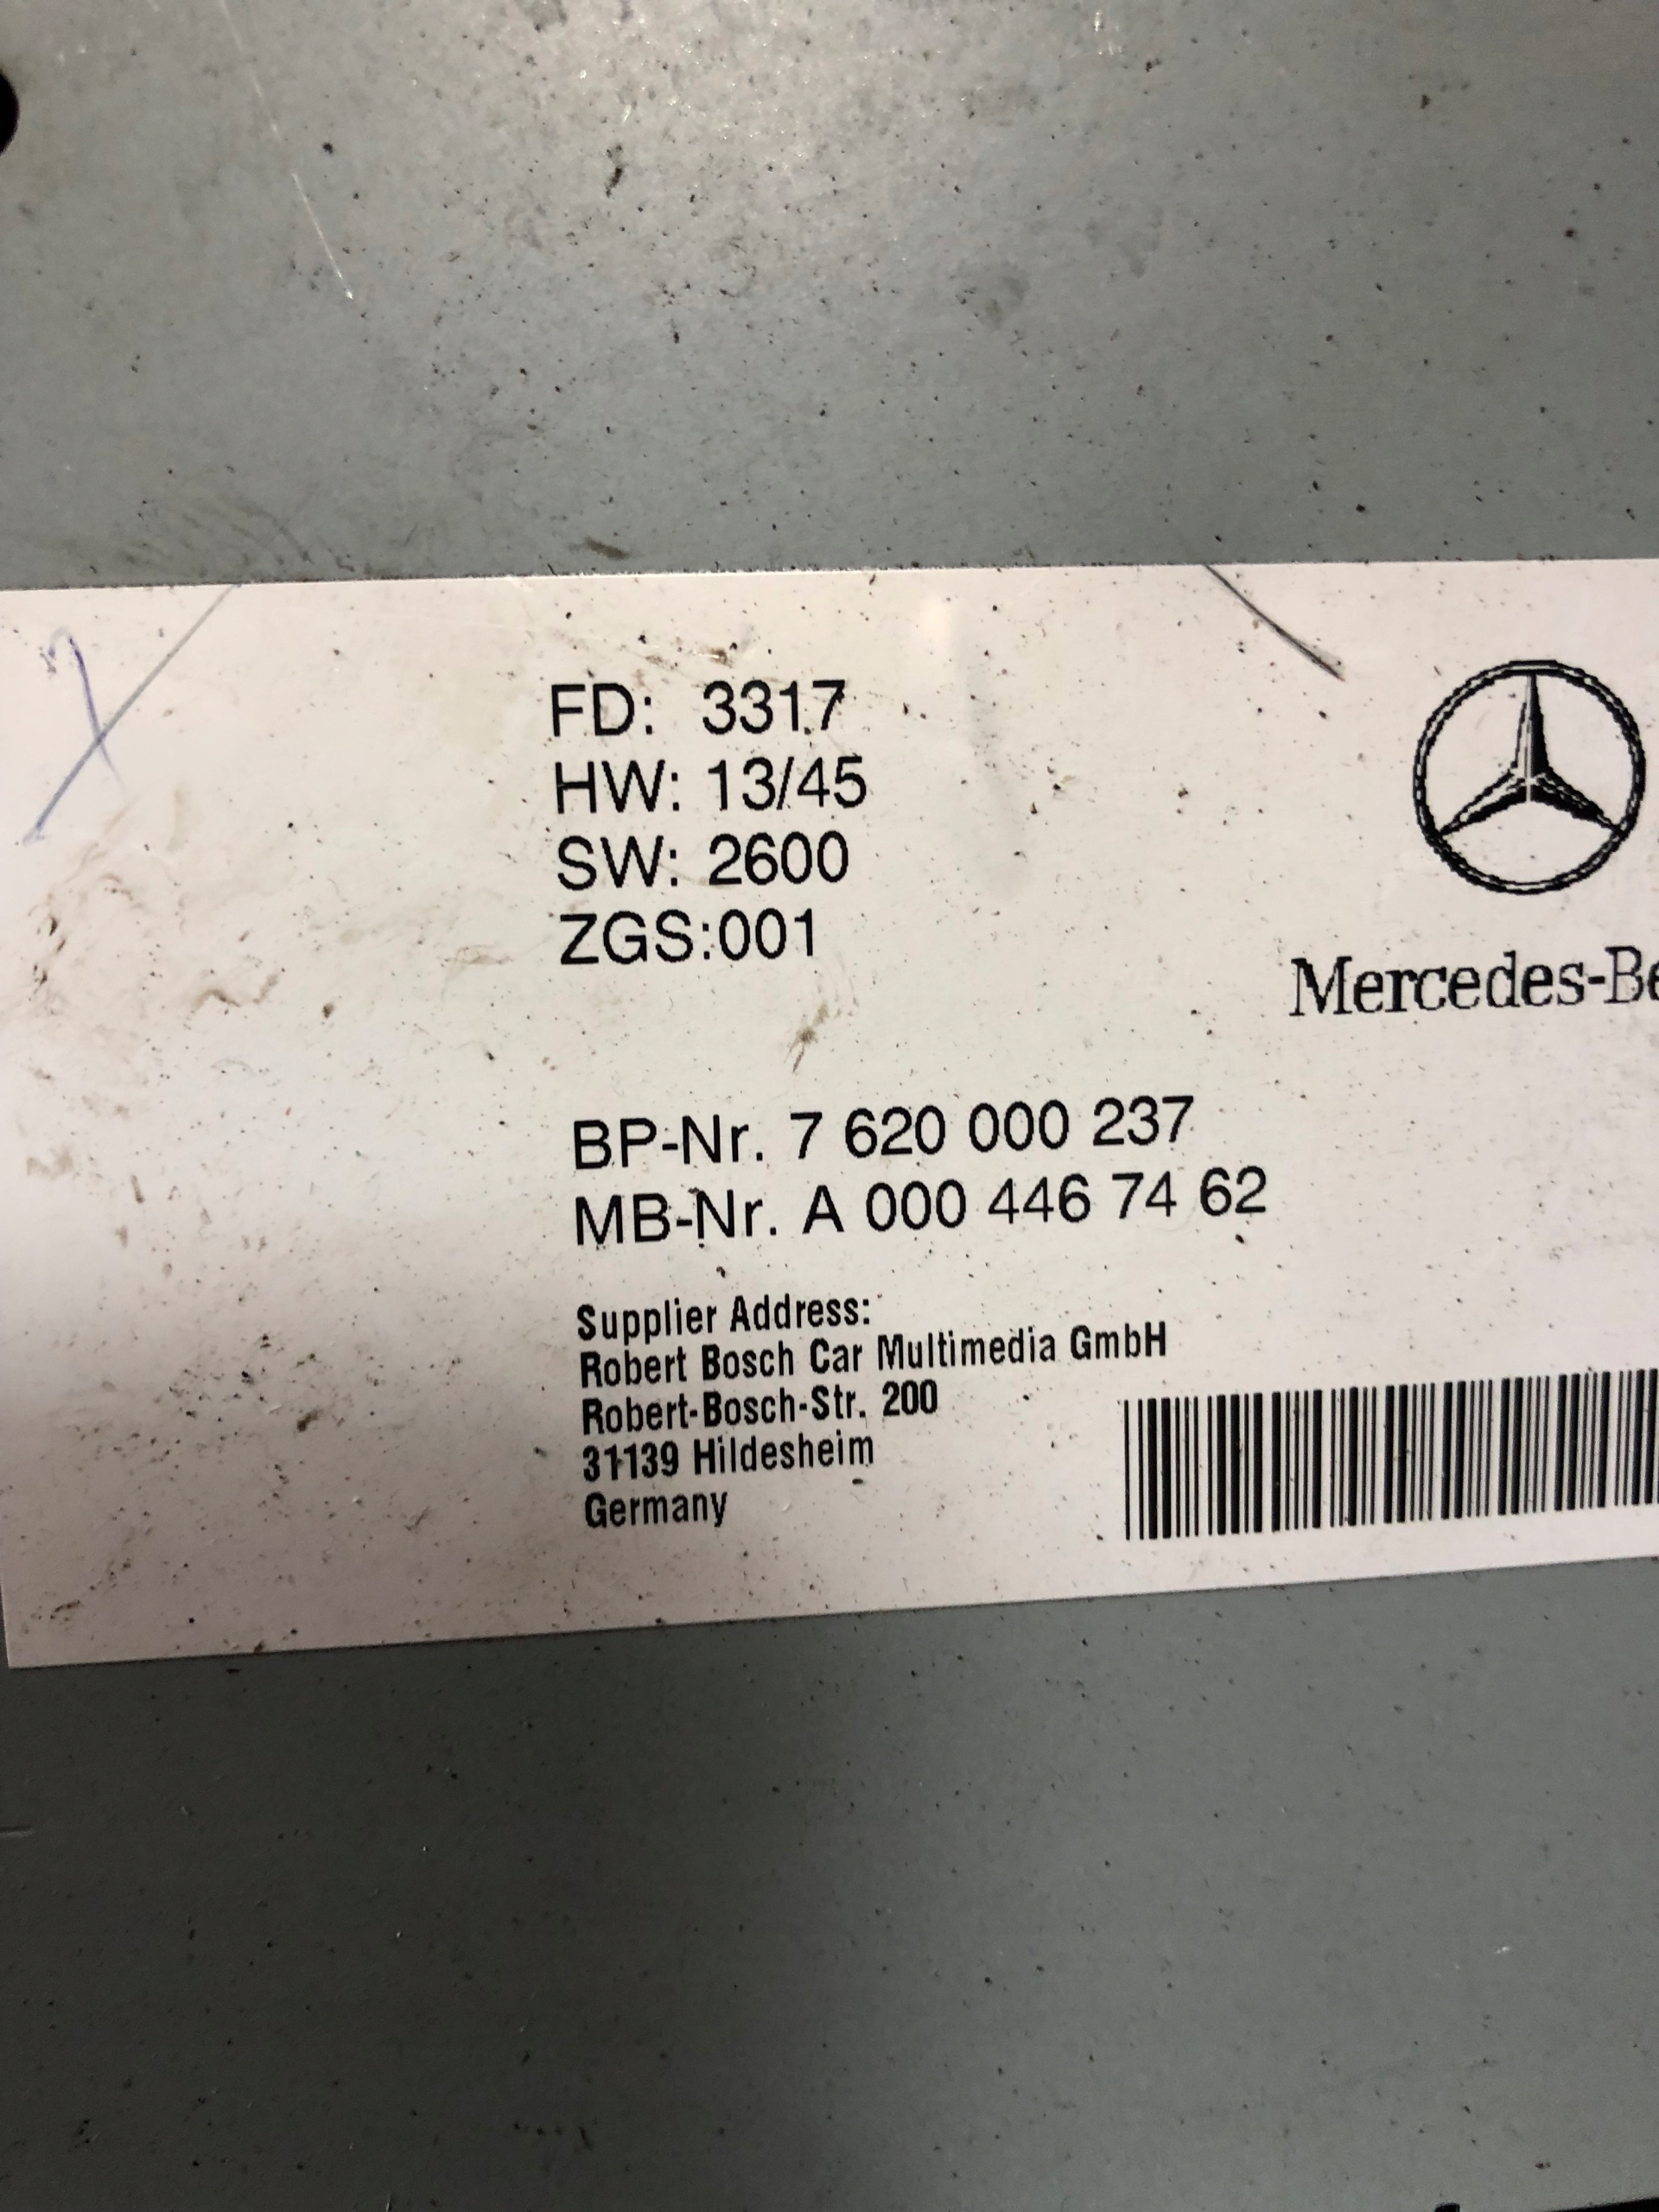 FD: 3317
HW: 13/45
SW: 2600
ZGS:001
Mercedes-Be
BP-Nr. 7 620 000 237
MB-Nr. A 000 446 74 62
Supplier Address:
Robert Bosch Car Multimedia GmbH
Robert-Bosch-Str. 200
31139 Hildesheim
Germany